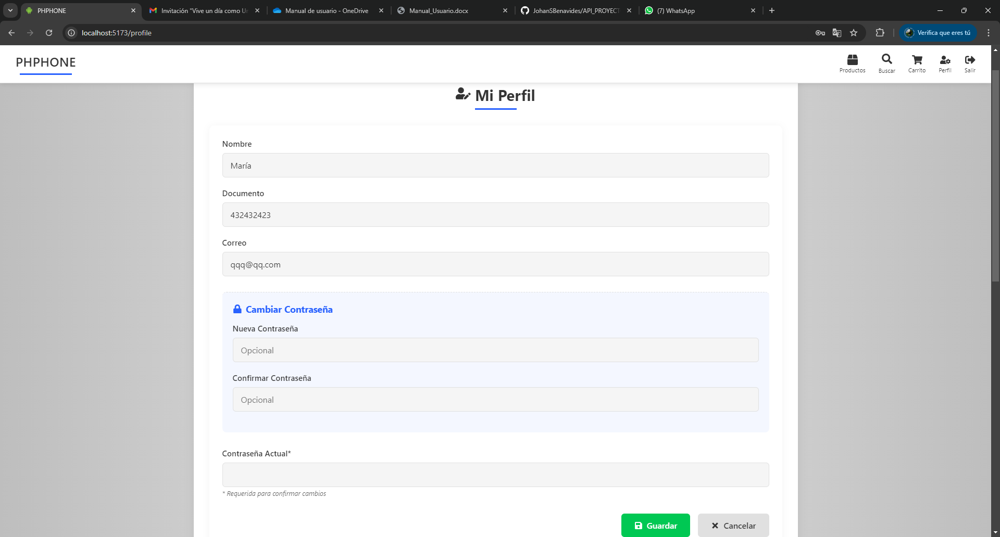 PHPHONE
Invitación "Vive un día como Un
Manual de usuario - OneDrive
Manual_Usuario.docx
JohanSBenavides/API_PROYECT
(7) WhatsApp
localhost:5173/profile
Verifica que eres tú
PHPHONE
Productos
Buscar
Carrito
Perfil
Salir
Mi Perfil
Nombre
María
Documento
432432423
Correo
qqq@qq.com
Cambiar Contraseña
Nueva Contraseña
Opcional
Confirmar Contraseña
Opcional
Contraseña Actual*
* Requerida para confirmar cambios
Guardar
Cancelar